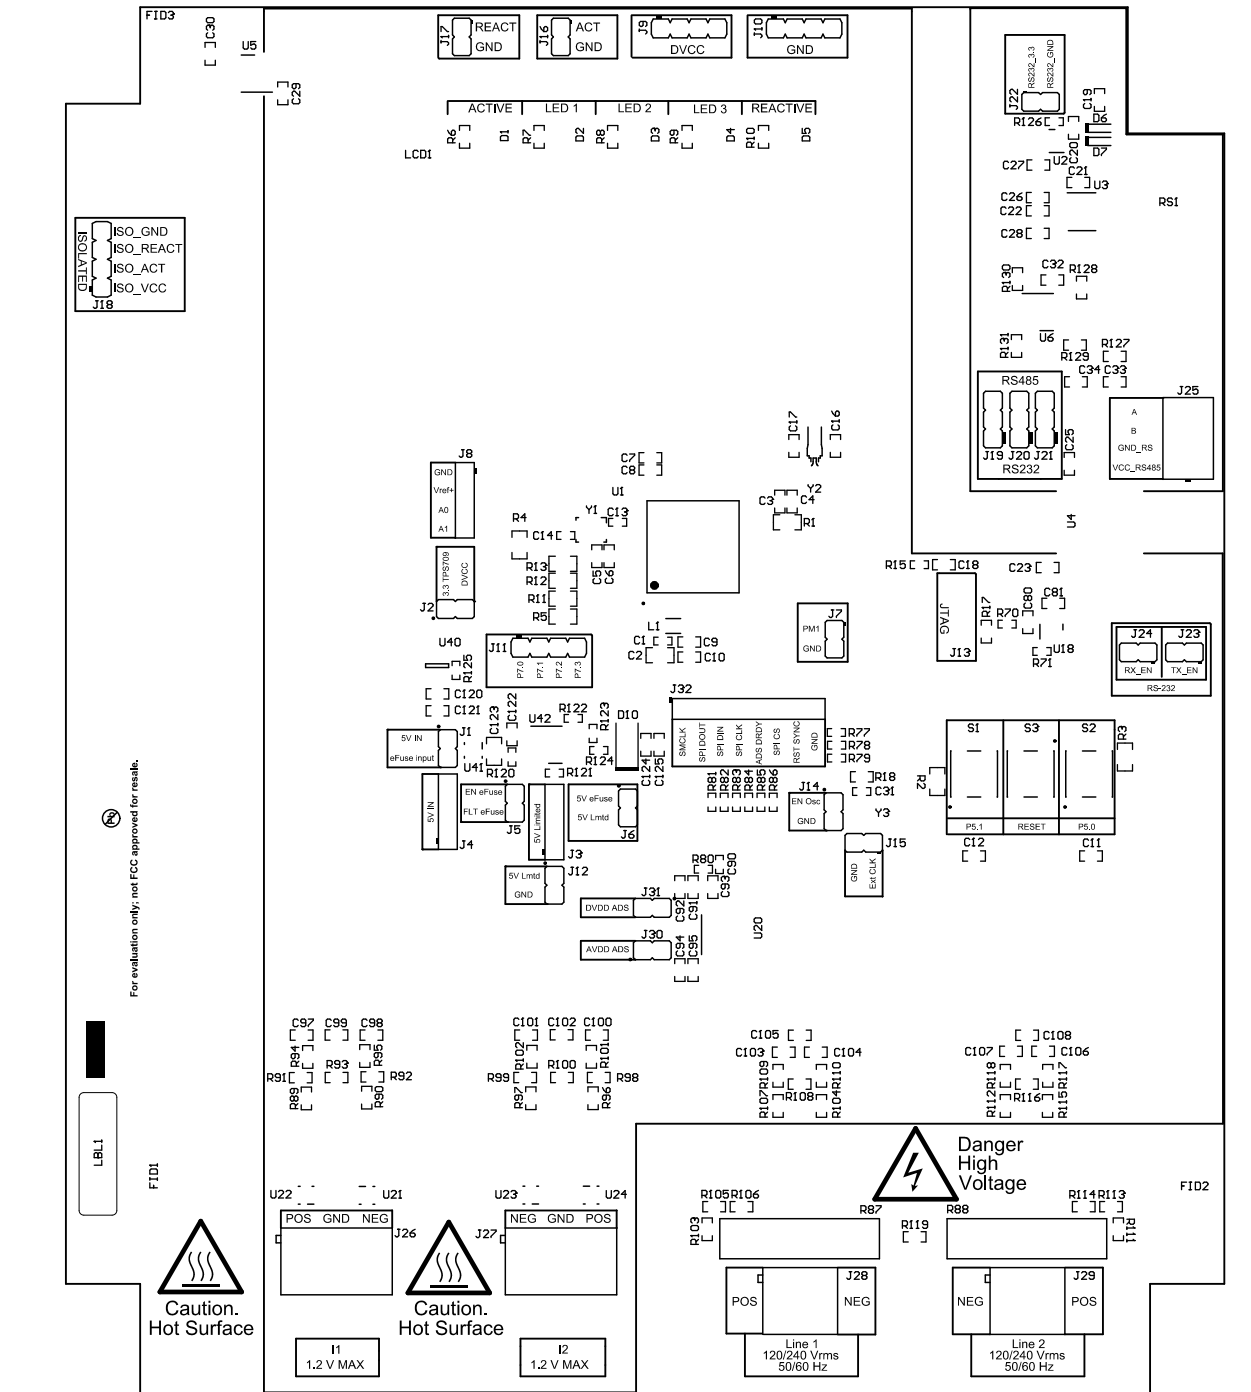 FID3
C30
U5
C29
J17
REACT
GND
J16
ACT
GND
J9
DVCC
J10
GND
ACTIVE
LED 1
LED 2
LED 3
REACTIVE
R6
D1
R7
D2
R8
D3
R9
D4
R10
D5
LCD1
RS232_3.3
RS232_GND
J22
C19
R126
D6
C20
D7
U2
C27
C21
U3
C26
C22
C28
RS1
ISOLATED
ISO_GND
ISO_REACT
ISO_ACT
ISO_VCC
J18
R130
C32
R128
R131
U6
R129
R127
C34
C33
RS485
J19
J20
J21
RS232
C25
J25
A
B
GND_RS
VCC_RS485
U4
C17
C16
Y2
J8
GND
Vref+
A0
A1
C7
C8
U1
C3
C4
R1
R4
C14
Y1
C13
C5
C6
R13
R12
R11
R5
3.3 TPS709
DVCC
J2
R15
C18
C23
JTAG
J13
R17
R70
C80
C81
R71
U18
J7
PM1
GND
L1
C1
C2
C9
C10
J24
J23
RX_EN
TX_EN
RS-232
U40
R125
J11
P7.0
P7.1
P7.2
P7.3
C120
C121
J32
SMCLK
SPI DOUT
SPI DIN
SPI CLK
ADS DRDY
SPI CS
RST SYNC
GND
R77
R78
R79
5V IN
eFuse input
J1
U41
C123
C122
U42
R122
R123
R124
D10
C124
C125
R120
R121
R81
R82
R83
R84
R85
R86
R18
C31
Y3
S1
S3
S2
R3
R2
P5.1
RESET
P5.0
C12
C11
5V IN
J4
EN eFuse
FLT eFuse
J5
5V Limited
J3
5V eFuse
5V Lmtd
J6
J14
EN Osc
GND
J15
GND
Ext CLK
5V Lmtd
GND
J12
R80
C90
C93
C92
C91
DVDD ADS
J31
AVDD ADS
J30
C94
C95
U20
For evaluation only; not FCC approved for resale.
Pb
C97
C99
C98
R94
R95
R91
R93
R92
R89
R90
C101
C102
C100
R102
R101
R99
R100
R98
R97
R96
C105
C103
C104
R109
R110
R108
R107
R104
C108
C107
C106
R118
R117
R116
R112
R115
LBL1
FID1
U22
U21
POS GND NEG
J26
U23
U24
NEG GND POS
J27
Caution.
Hot Surface
Caution.
Hot Surface
I1
1.2 V MAX
I2
1.2 V MAX
Danger
High
Voltage
FID2
R105
R106
R103
R87
R119
R88
R114
R113
R111
POS
J28
NEG
NEG
J29
POS
Line 1
120/240 Vrms
50/60 Hz
Line 2
120/240 Vrms
50/60 Hz